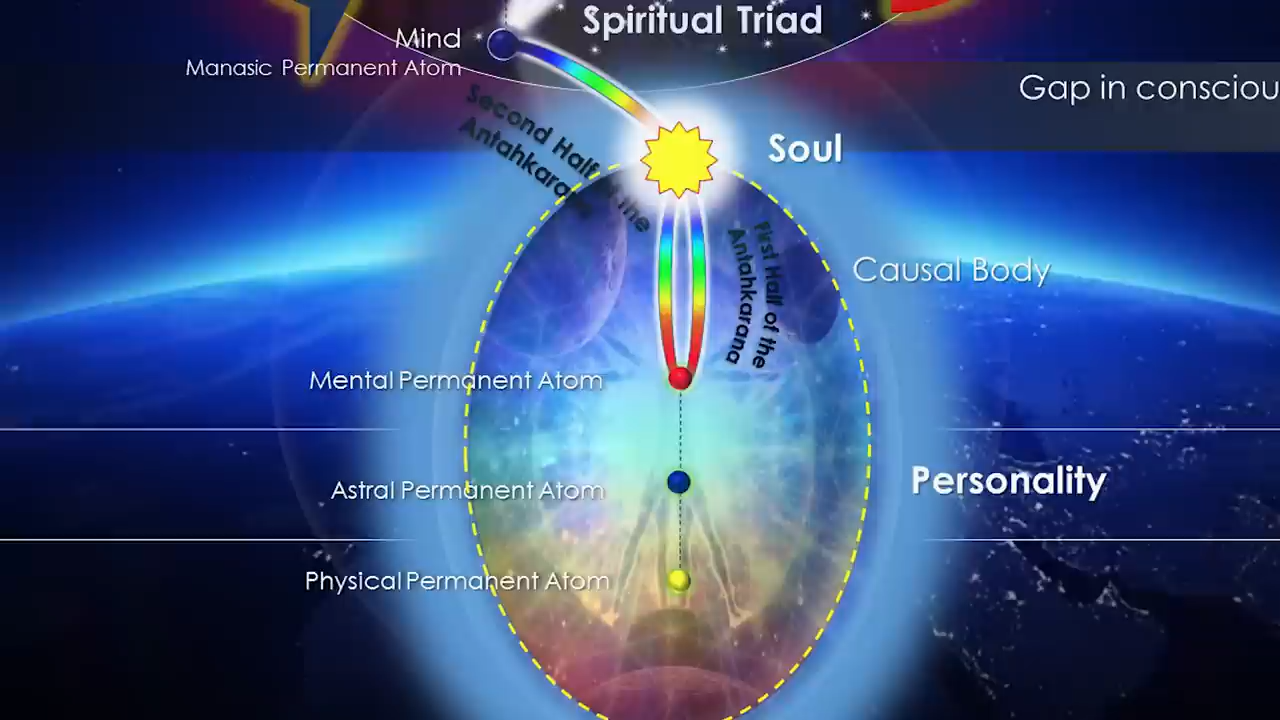 Spiritual Triad
Mind
Manasic Permanent Atom
Gap in consciou
Second Half of the
Antahkarana
Soul
First Half of the
Antahkarana
Causal Body
Mental Permanent Atom
Personality
Astral Permanent Atom
Physical Permanent Atom